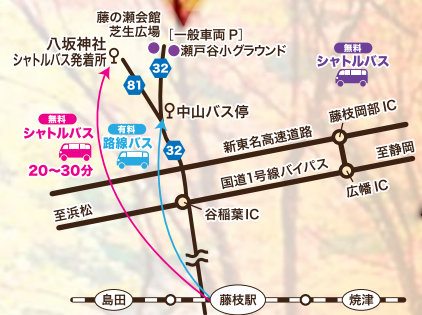 藤の瀬会館
芝生広場
[一般車両 P]
瀬戸谷小グラウンド
八坂神社
シャトルバス発着所
無料
シャトルバス
32
81
中山バス停
無料
シャトルバス
20〜30分
有料
路線バス
32
藤枝岡部IC
新東名高速道路
至静岡
国道1号線バイパス
広幡IC
至浜松
谷稲葉IC
島田
藤枝駅
焼津